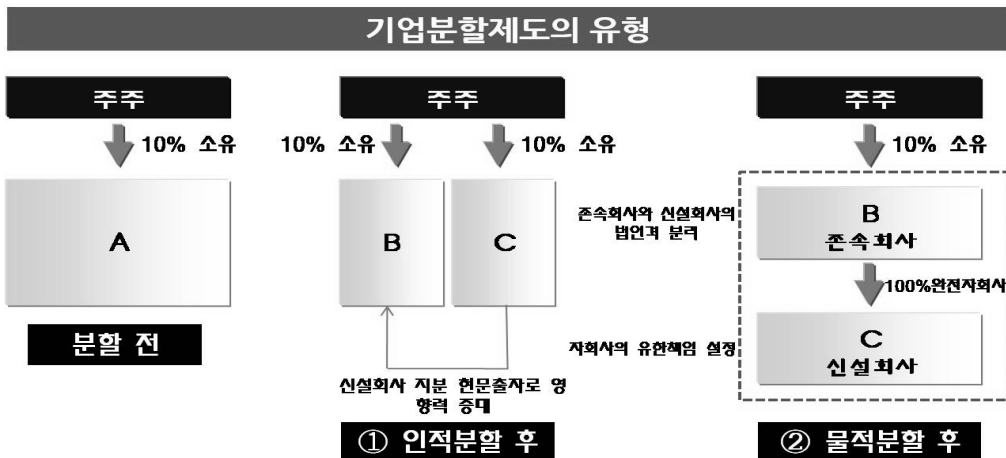 기업분할제도의 유형
주주
10% 소유
A
분할 전
주주
10% 소유
10% 소유
B
C
신설회사 지분 현문출자로 영
향력 증대
① 인적분할 후
주주
10% 소유
존속회사와 신설회사의
법인격 분리
B
존속회사
100%완전자회사
자회사의 유한책임 설정
C
신설회사
② 물적분할 후